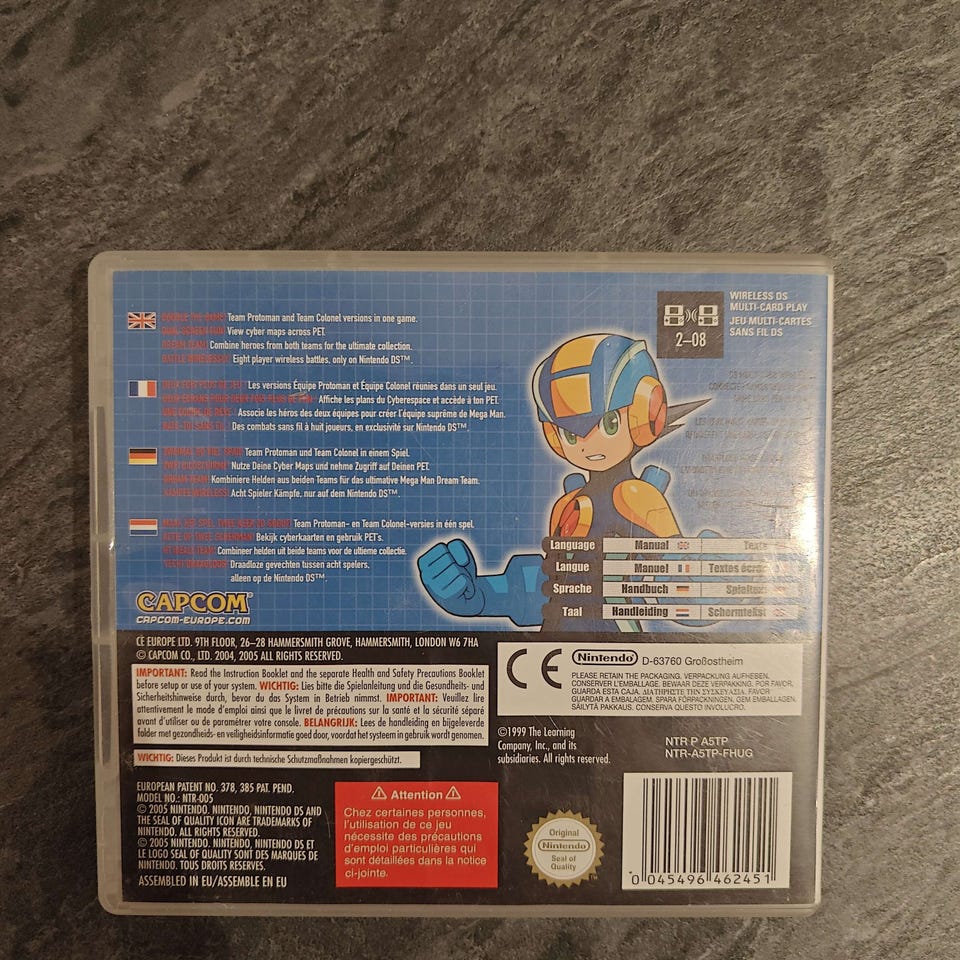 DOUBLE THE GAME! Team Protoman and Team Colonel versions in one game.
DUAL SCREEN FUN! View cyber maps across PET.
DREAM TEAM! Combine heroes from both teams for the ultimate collection.
BATTLE WIRELESSLY! Eight player wireless battles, only on Nintendo DS™.
Les versions Équipe Protoman et Équipe Colonel réunies dans un seul jeu.
Affiche les plans du Cyberespace et accède à ton PET.
Associe les héros des deux équipes pour créer l'équipe suprême de Mega Man.
Des combats sans fil à huit joueurs, en exclusivité sur Nintendo DS™.
Team Protoman und Team Colonel in einem Spiel.
Nutze Deine Cyber Maps und nehme Zugriff auf Deinen PET.
DREAM TEAM! Kombiniere Helden aus beiden Teams für das ultimative Mega Man Dream Team.
Acht Spieler Kämpfe, nur auf dem Nintendo DS™.
Team Protoman- en Team Colonel-versies in één spel.
Bekijk cyberkaarten en gebruik PET's.
Combineer helden uit beide teams voor de ultieme collectie.
Draadloze gevechten tussen acht spelers,
alleen op de Nintendo DS™.
WIRELESS DS
MULTI-CARD PLAY
JEU MULTI-CARTES
SANS FIL DS
2–08
Language Manual Texte
Langue Manuel Textes écran
Sprache Handbuch Spieltext
Taal Handleiding Schermtekst
CAPCOM®
CAPCOM-EUROPE.COM
CE EUROPE LTD. 9TH FLOOR, 26–28 HAMMERSMITH GROVE, HAMMERSMITH, LONDON W6 7HA
© CAPCOM CO., LTD. 2004, 2005 ALL RIGHTS RESERVED.
IMPORTANT: Read the Instruction Booklet and the separate Health and Safety Precautions Booklet
before setup or use of your system. WICHTIG: Lies bitte die Spielanleitung und die Gesundheits- und
Sicherheitshinweise durch, bevor du das System in Betrieb nimmst. IMPORTANT: Veuillez lire
attentivement le mode d'emploi ainsi que le livret de précautions sur la santé et la sécurité séparé
avant d'utiliser ou de paramétrer votre console. BELANGRIJK: Lees de handleiding en bijgeleverde
folder met gezondheids- en veiligheidsinformatie goed door, voordat het systeem in gebruik wordt genomen.
WICHTIG: Dieses Produkt ist durch technische Schutzmaßnahmen kopiergeschützt.
CE
Nintendo® D-63760 Großostheim
PLEASE RETAIN THE PACKAGING. VERPACKUNG AUFHEBEN.
CONSERVER L'EMBALLAGE. BEWAAR DEZE VERPAKKING. POR FAVOR,
GUARDA ESTA CAJA. ΔΙΑΤΗΡΗΣΤΕ ΤΗΝ ΣΥΣΚΕΥΑΣΙΑ. FAVOR
GUARDAR A EMBALAGEM. SPARA FÖRPACKNINGEN. GEM EMBALLAGEN.
SÄILYTÄ PAKKAUS. CONSERVA QUESTO INVOLUCRO.
©1999 The Learning
Company, Inc., and its
subsidiaries. All rights reserved.
NTR P A5TP
NTR-A5TP-FHUG
EUROPEAN PATENT NO. 378, 385 PAT. PEND.
MODEL NO.: NTR-005
© 2005 NINTENDO. NINTENDO, NINTENDO DS AND
THE SEAL OF QUALITY ICON ARE TRADEMARKS OF
NINTENDO. ALL RIGHTS RESERVED.
© 2005 NINTENDO. NINTENDO, NINTENDO DS ET
LE LOGO SEAL OF QUALITY SONT DES MARQUES DE
NINTENDO. TOUS DROITS RESERVES.
ASSEMBLED IN EU/ASSEMBLE EN EU
Attention
Chez certaines personnes,
l'utilisation de ce jeu
nécessite des précautions
d'emploi particulières qui
sont détaillées dans la notice
ci-jointe.
Original
Nintendo®
Seal of
Quality
TM
0 045496 462451